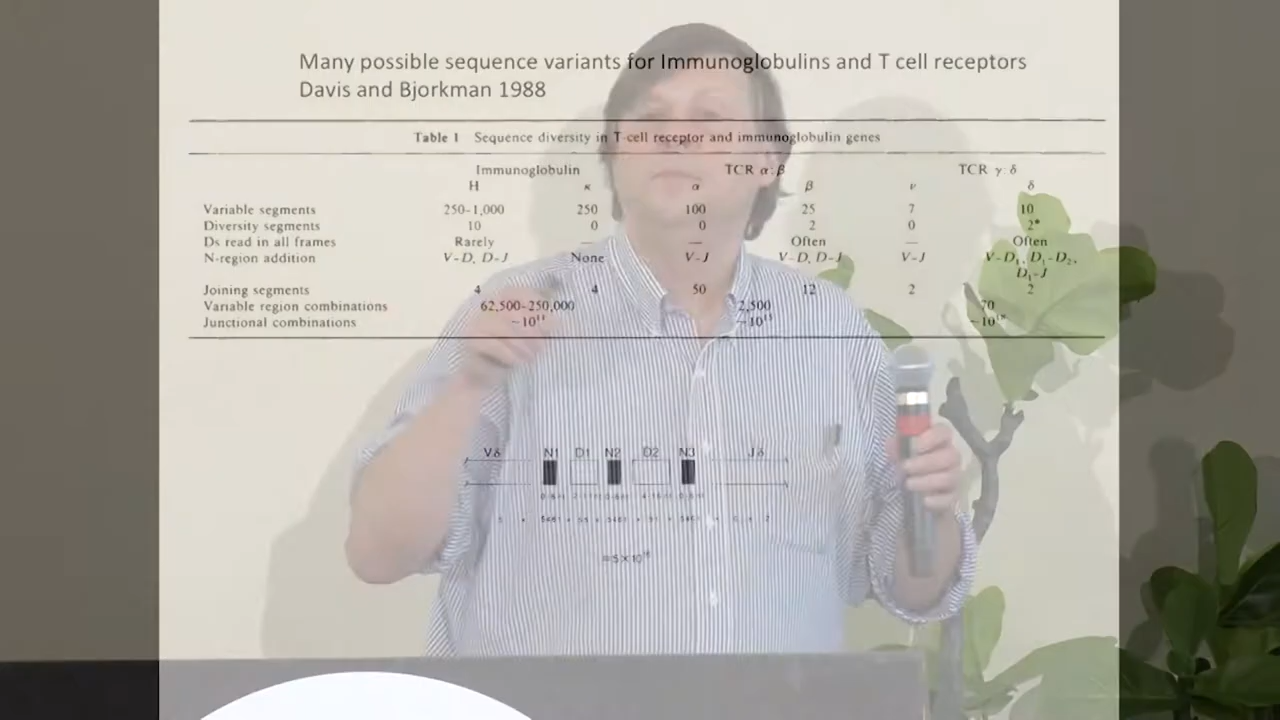 Many possible sequence variants for Immunoglobulins and T cell receptors
Davis and Bjorkman 1988
Table 1 Sequence diversity in T-cell receptor and immunoglobulin genes
Immunoglobulin TCR α:β TCR γ:δ
H κ α β γ δ
Variable segments 250-1,000 250 100 25 7 10
Diversity segments 10 0 0 2 0 2*
Ds read in all frames Rarely — — Often — Often
N-region addition V-D, D-J None V-J V-D, D-J V-J V-D₁, D₁-D₂,
D₁-J
Joining segments 4 4 50 12 2 2
Variable region combinations 62,500-250,000 2,500 70
Junctional combinations
Vδ N1 D1 N2 D2 N3 Jδ